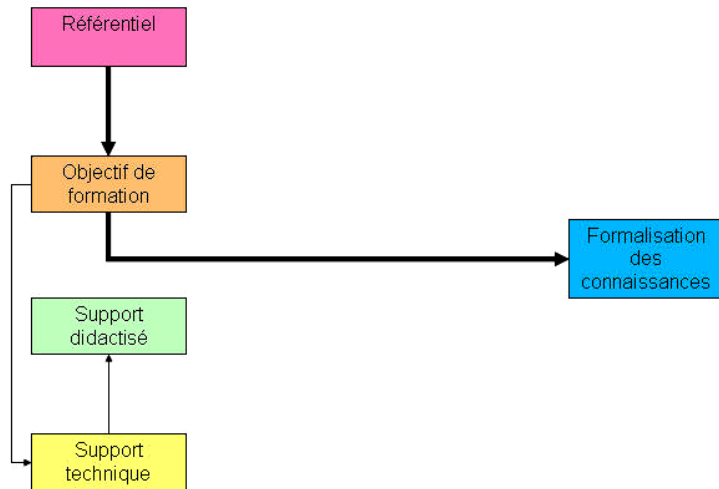 Référentiel
Objectif de
formation
Formalisation
des
connaissances
Support
didactisé
Support
technique